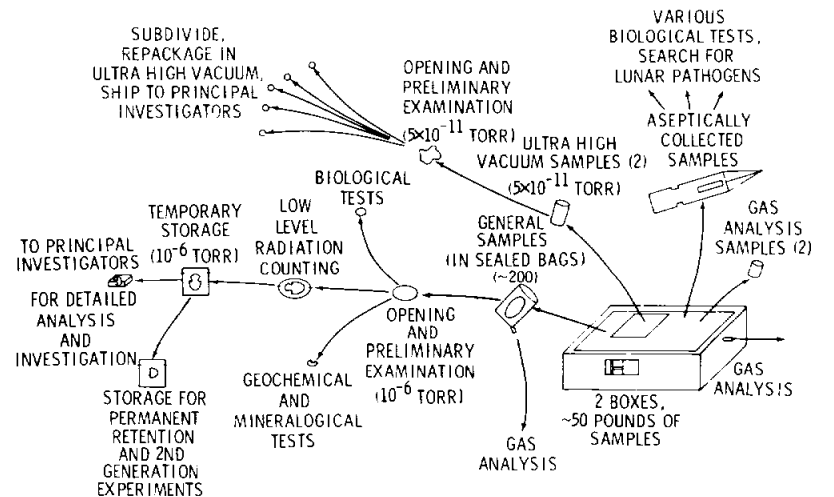 SUBDIVIDE,
REPACKAGE IN
ULTRA HIGH VACUUM,
SHIP TO PRINCIPAL
INVESTIGATORS
OPENING AND
PRELIMINARY
EXAMINATION
(5×10⁻¹¹ TORR)
VARIOUS
BIOLOGICAL TESTS,
SEARCH FOR
LUNAR PATHOGENS
ASEPTICALLY
COLLECTED
SAMPLES
ULTRA HIGH
VACUUM SAMPLES (2)
(5×10⁻¹¹ TORR)
GAS
ANALYSIS
SAMPLES (2)
BIOLOGICAL
TESTS
GENERAL
SAMPLES
(IN SEALED BAGS)
(~200)
LOW
LEVEL
RADIATION
COUNTING
TEMPORARY
STORAGE
(10⁻⁶ TORR)
TO PRINCIPAL
INVESTIGATORS
FOR DETAILED
ANALYSIS
AND
INVESTIGATION
OPENING
AND
PRELIMINARY
EXAMINATION
(10⁻⁶ TORR)
GEOCHEMICAL
AND
MINERALOGICAL
TESTS
STORAGE FOR
PERMANENT
RETENTION
AND 2ND
GENERATION
EXPERIMENTS
GAS
ANALYSIS
2 BOXES,
~50 POUNDS OF
SAMPLES
GAS
ANALYSIS